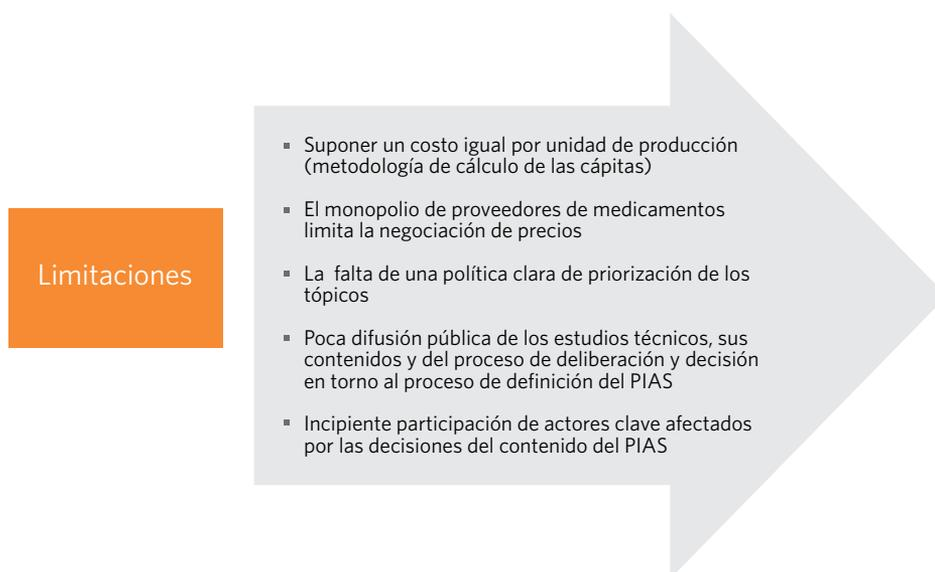 Limitaciones
▪ Suponer un costo igual por unidad de producción
(metodología de cálculo de las cápitas)
▪ El monopolio de proveedores de medicamentos
limita la negociación de precios
▪ La  falta de una política clara de priorización de los
tópicos
▪ Poca difusión pública de los estudios técnicos, sus
contenidos y del proceso de deliberación y decisión
en torno al proceso de definición del PIAS
▪ Incipiente participación de actores clave afectados
por las decisiones del contenido del PIAS